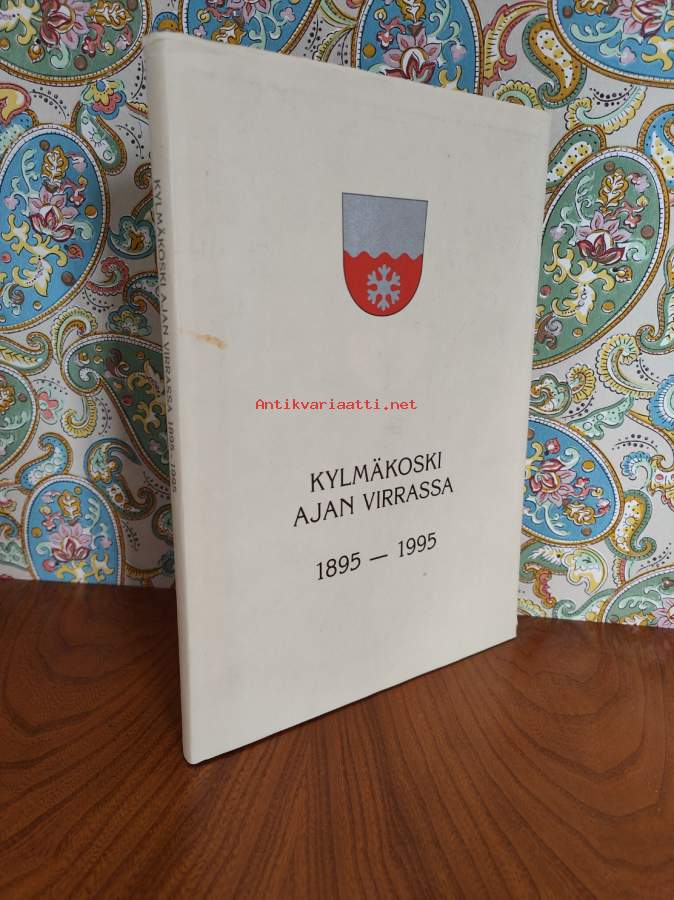 KYLMÄKOSKI AJAN VIRRASSA 1895-1995
Antikvariaatti.net
KYLMÄKOSKI
AJAN VIRRASSA
1895 — 1995